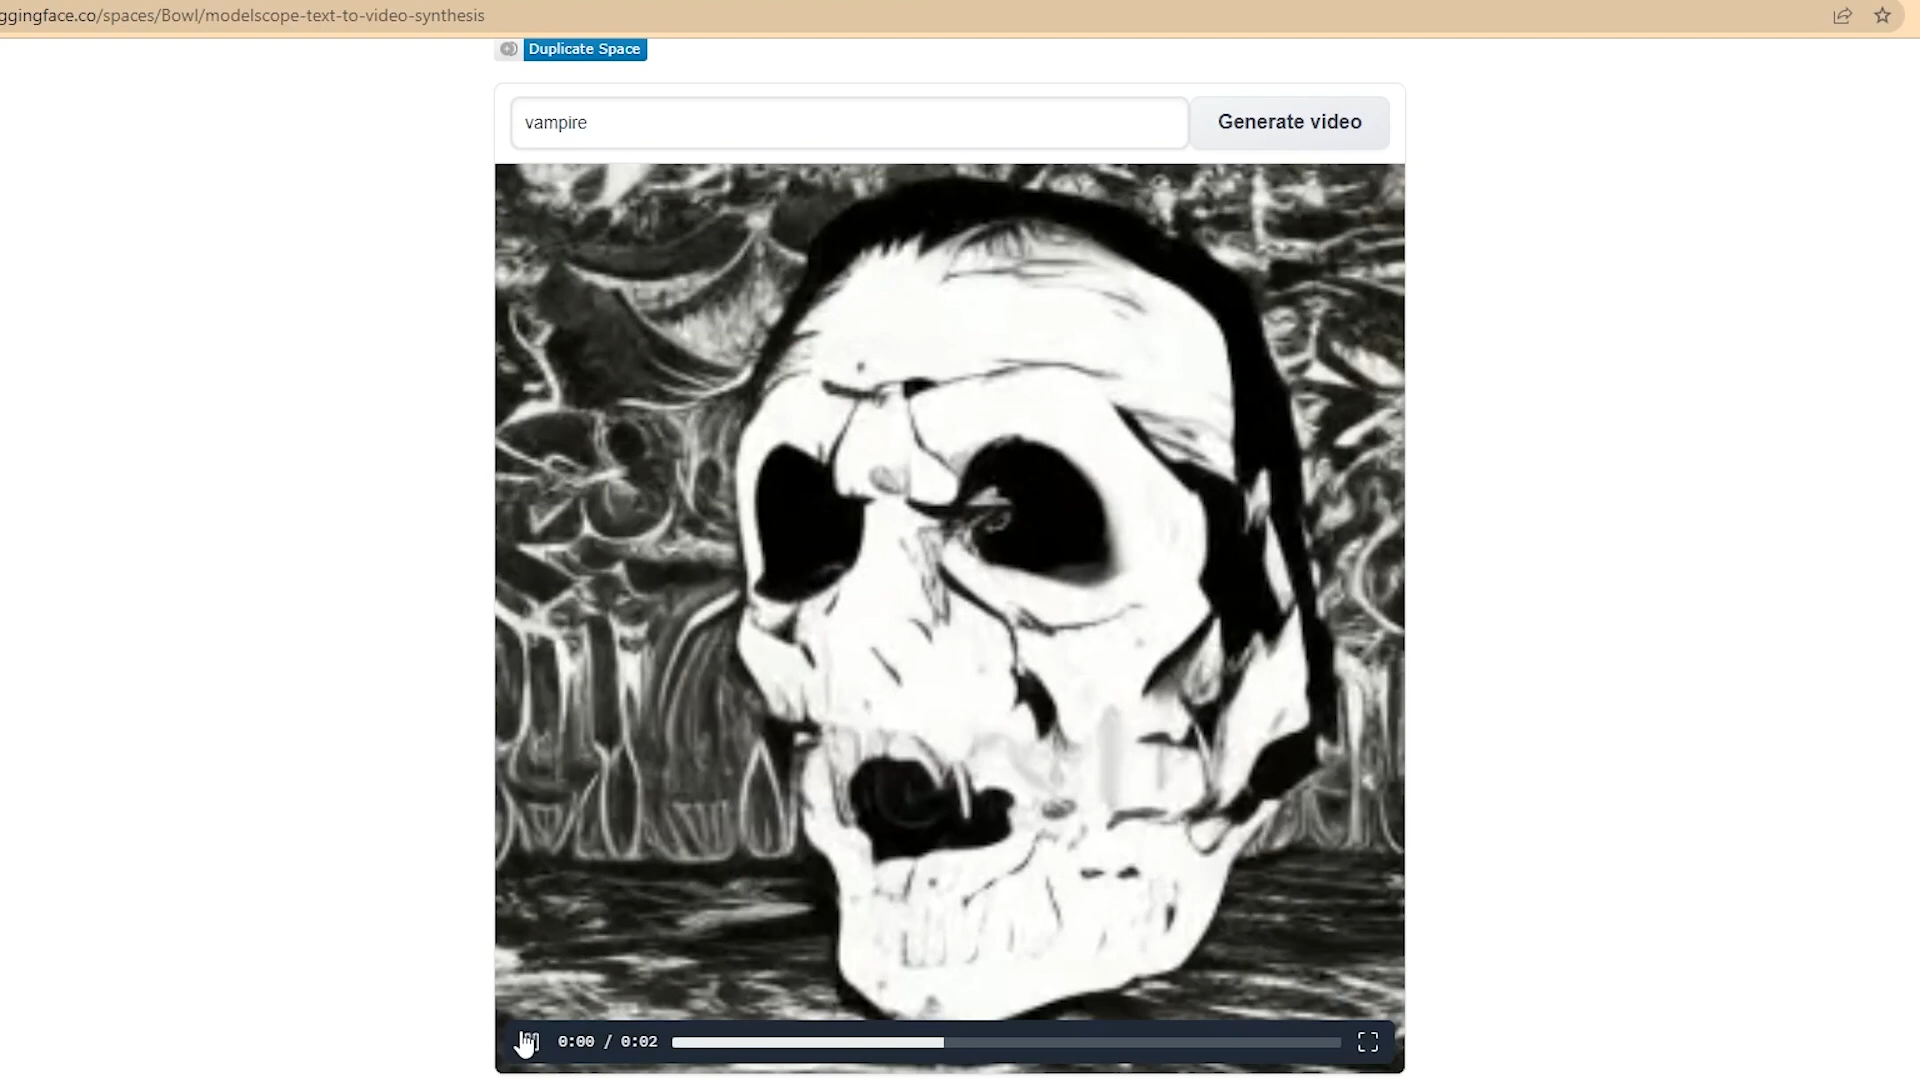 ggingface.co/spaces/Bowl/modelscope-text-to-video-synthesis
Duplicate Space
vampire
Generate video
0:00 / 0:02